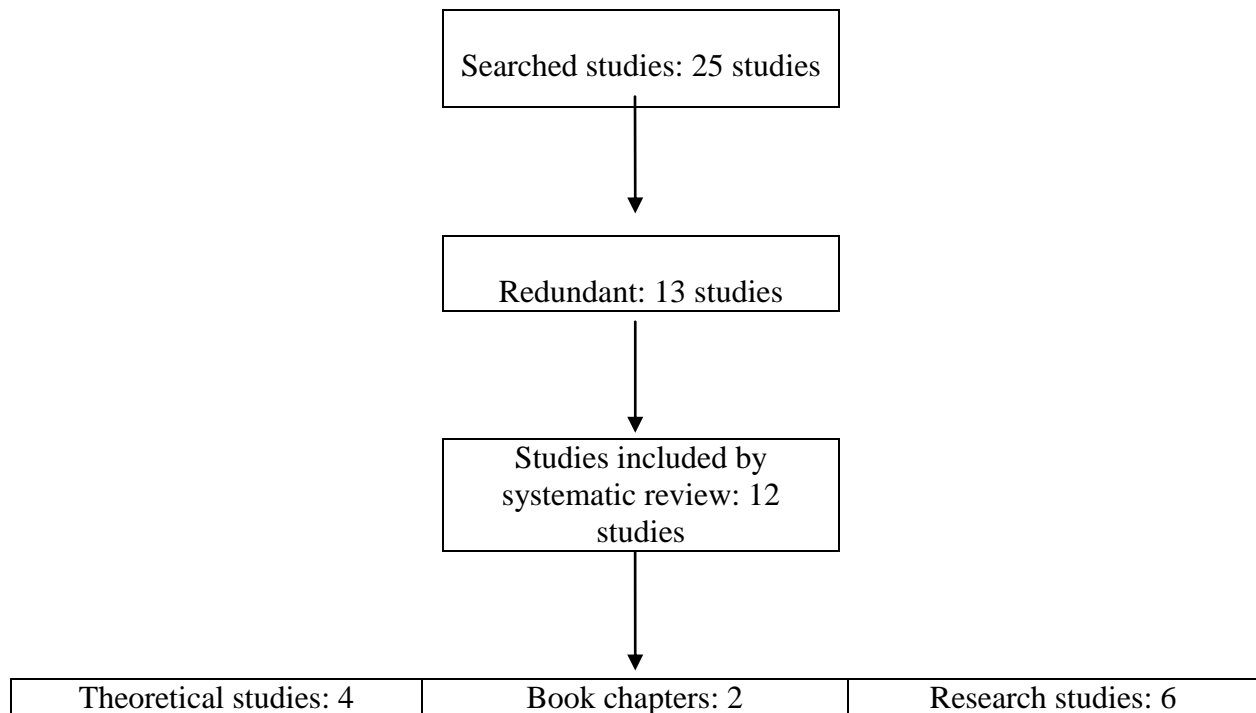 Searched studies: 25 studies
Redundant: 13 studies
Studies included by
systematic review: 12
studies
Theoretical studies: 4
Book chapters: 2
Research studies: 6